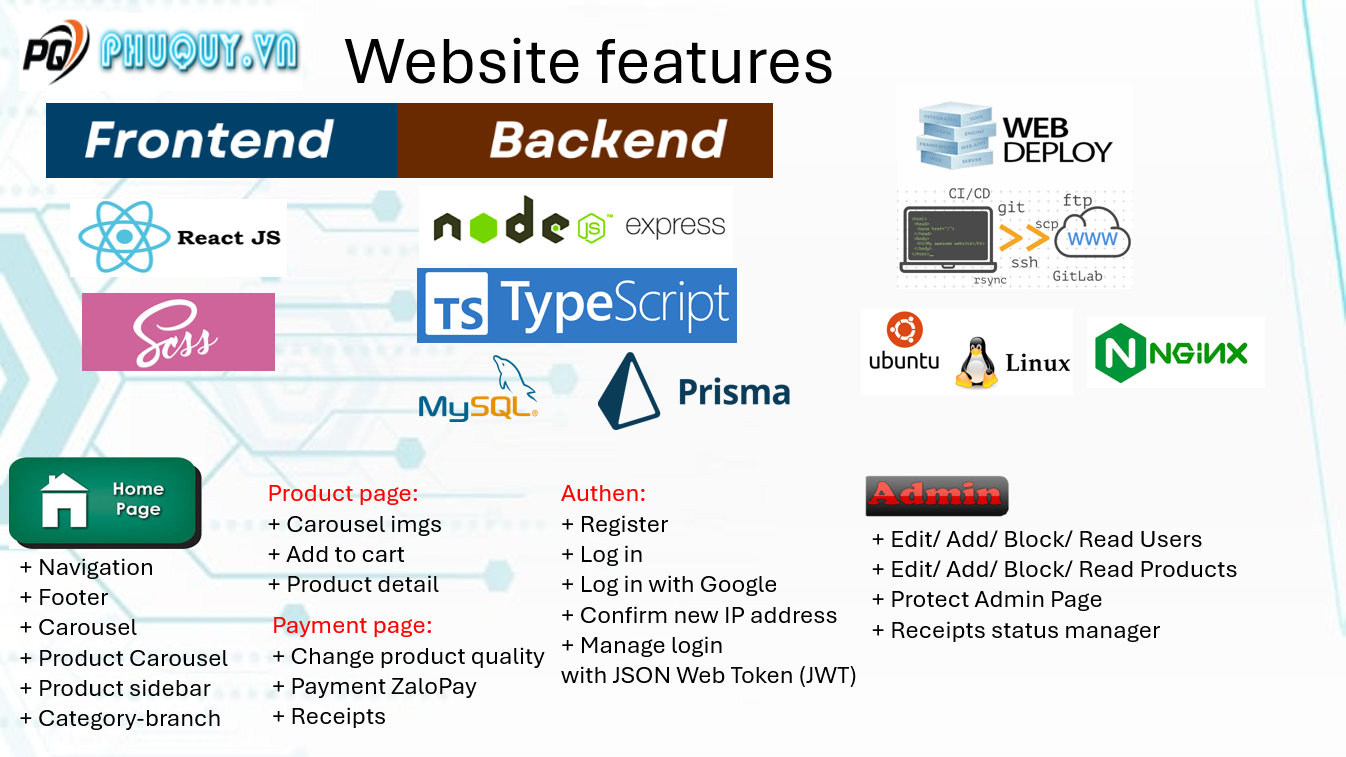 PQ PHUQUY.VN
Website features
Frontend
Backend
React JS
Scss
node JS ™ express
TS TypeScript
MySQL®
Prisma
WEB
DEPLOY
CI/CD
git
ftp
scp
www
ssh
rsync
GitLab
ubuntu
Linux
N NGINX
Home
Page
+ Navigation
+ Footer
+ Carousel
+ Product Carousel
+ Product sidebar
+ Category-branch
Product page:
+ Carousel imgs
+ Add to cart
+ Product detail
Payment page:
+ Change product quality
+ Payment ZaloPay
+ Receipts
Authen:
+ Register
+ Log in
+ Log in with Google
+ Confirm new IP address
+ Manage login
with JSON Web Token (JWT)
Admin
+ Edit/ Add/ Block/ Read Users
+ Edit/ Add/ Block/ Read Products
+ Protect Admin Page
+ Receipts status manager